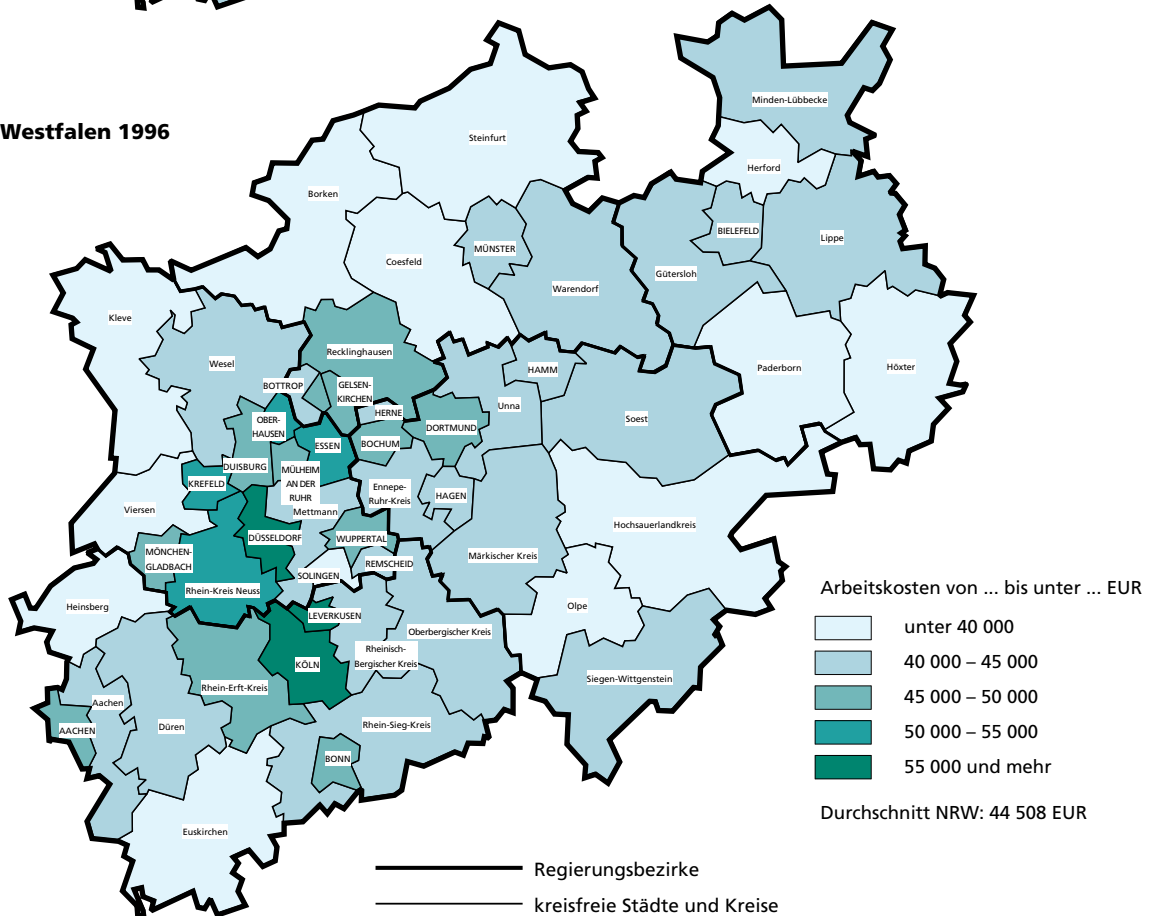 Westfalen 1996
Minden-Lübbecke
Steinfurt
Herford
Borken
BIELEFELD
Lippe
MÜNSTER
Coesfeld
Gütersloh
Warendorf
Kleve
Recklinghausen
Wesel
Paderborn
Höxter
HAMM
BOTTROP
GELSEN-
KIRCHEN
HERNE
Unna
Soest
OBER-
HAUSEN
DORTMUND
ESSEN
BOCHUM
DUISBURG
MÜLHEIM
AN DER
RUHR
KREFELD
Ennepe-
Ruhr-Kreis
HAGEN
Mettmann
Viersen
Hochsauerlandkreis
DÜSSELDORF
WUPPERTAL
MÖNCHEN-
GLADBACH
Märkischer Kreis
REMSCHEID
SOLINGEN
Rhein-Kreis Neuss
Heinsberg
Olpe
LEVERKUSEN
Oberbergischer Kreis
Rheinisch-
Bergischer Kreis
KÖLN
Siegen-Wittgenstein
Rhein-Erft-Kreis
Aachen
AACHEN
Düren
Rhein-Sieg-Kreis
BONN
Euskirchen
Arbeitskosten von ... bis unter ... EUR
unter 40 000
40 000 – 45 000
45 000 – 50 000
50 000 – 55 000
55 000 und mehr
Durchschnitt NRW: 44 508 EUR
Regierungsbezirke
kreisfreie Städte und Kreise